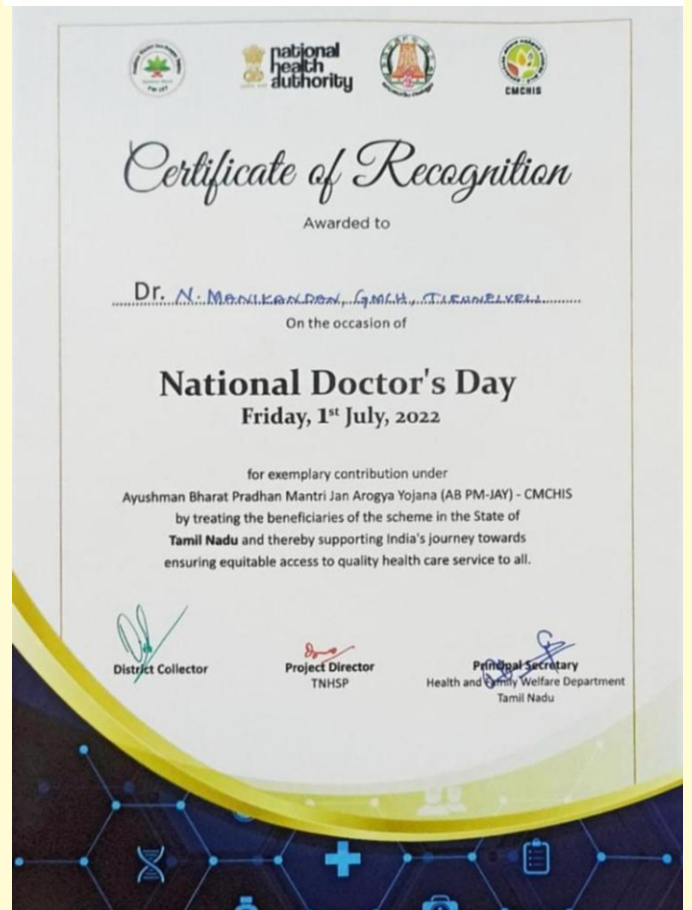 PM-JAY
national
health
authority
CMCHIS
Certificate of Recognition
Awarded to
Dr. N. MANIKANDAN, GMCH, TIRUNELVELI
On the occasion of
National Doctor's Day
Friday, 1st July, 2022
for exemplary contribution under
Ayushman Bharat Pradhan Mantri Jan Arogya Yojana (AB PM-JAY) - CMCHIS
by treating the beneficiaries of the scheme in the State of
Tamil Nadu and thereby supporting India's journey towards
ensuring equitable access to quality health care service to all.
District Collector
Project Director
TNHSP
Principal Secretary
Health and Family Welfare Department
Tamil Nadu